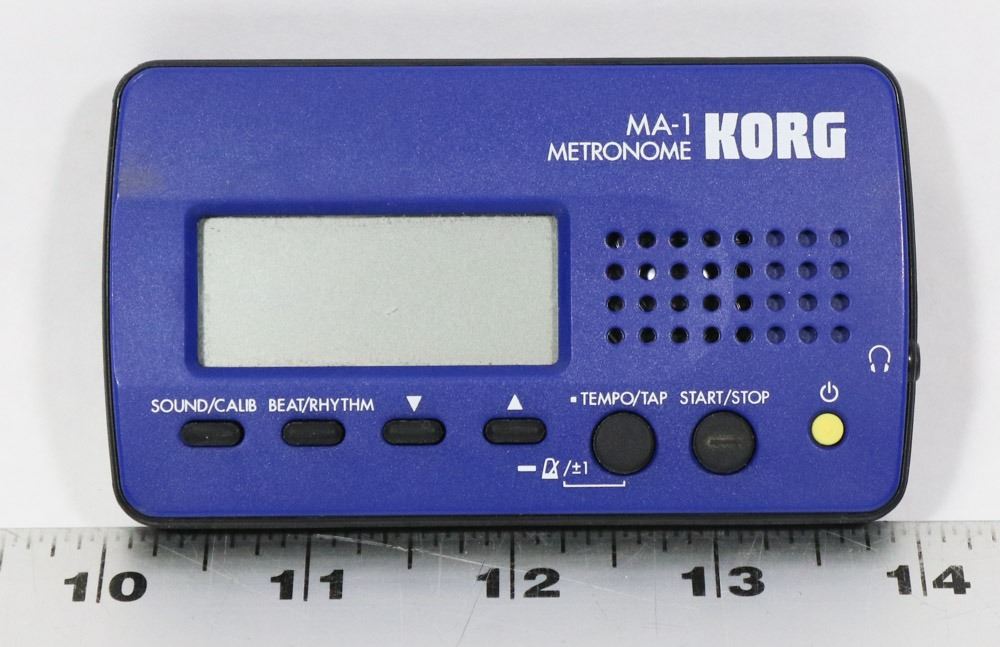 MA-1
METRONOME KORG
SOUND/CALIB BEAT/RHYTHM ▼ ▲ TEMPO/TAP START/STOP
/±1
10 11 12 13 14